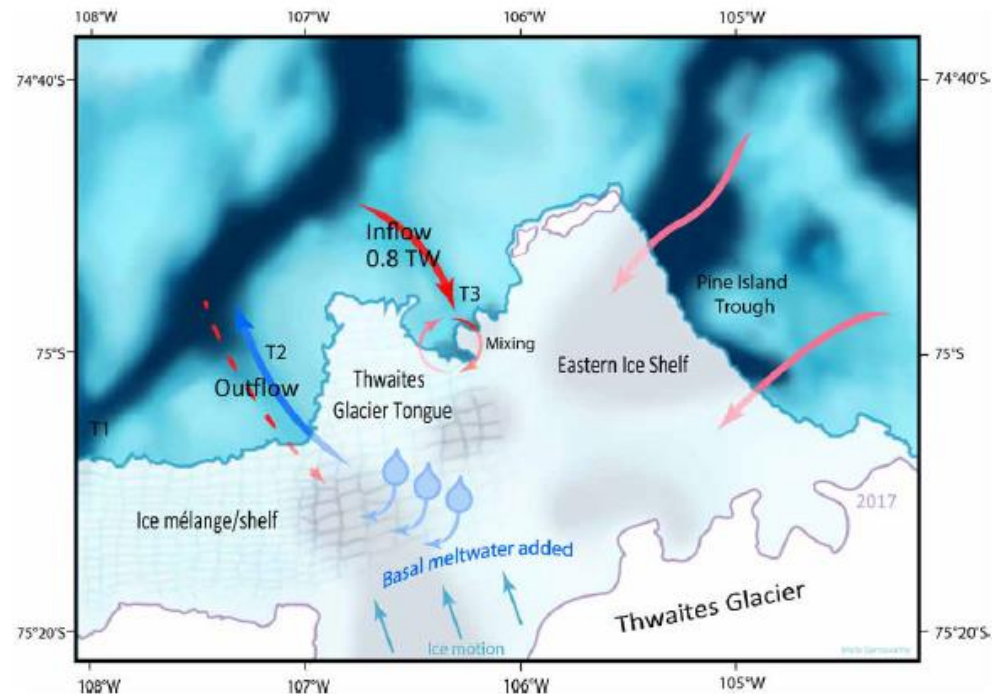 108°W 107°W 106°W 105°W
74°40'S 74°40'S
Inflow
0.8 TW
T3
Pine Island
Trough
Mixing
75°S 75°S
T2
Eastern Ice Shelf
Thwaites
Glacier Tongue
Outflow
T1
2017
Ice mélange/shelf
Basal meltwater added
Thwaites Glacier
75°20'S 75°20'S
Ice motion
108°W 107°W 106°W 105°W